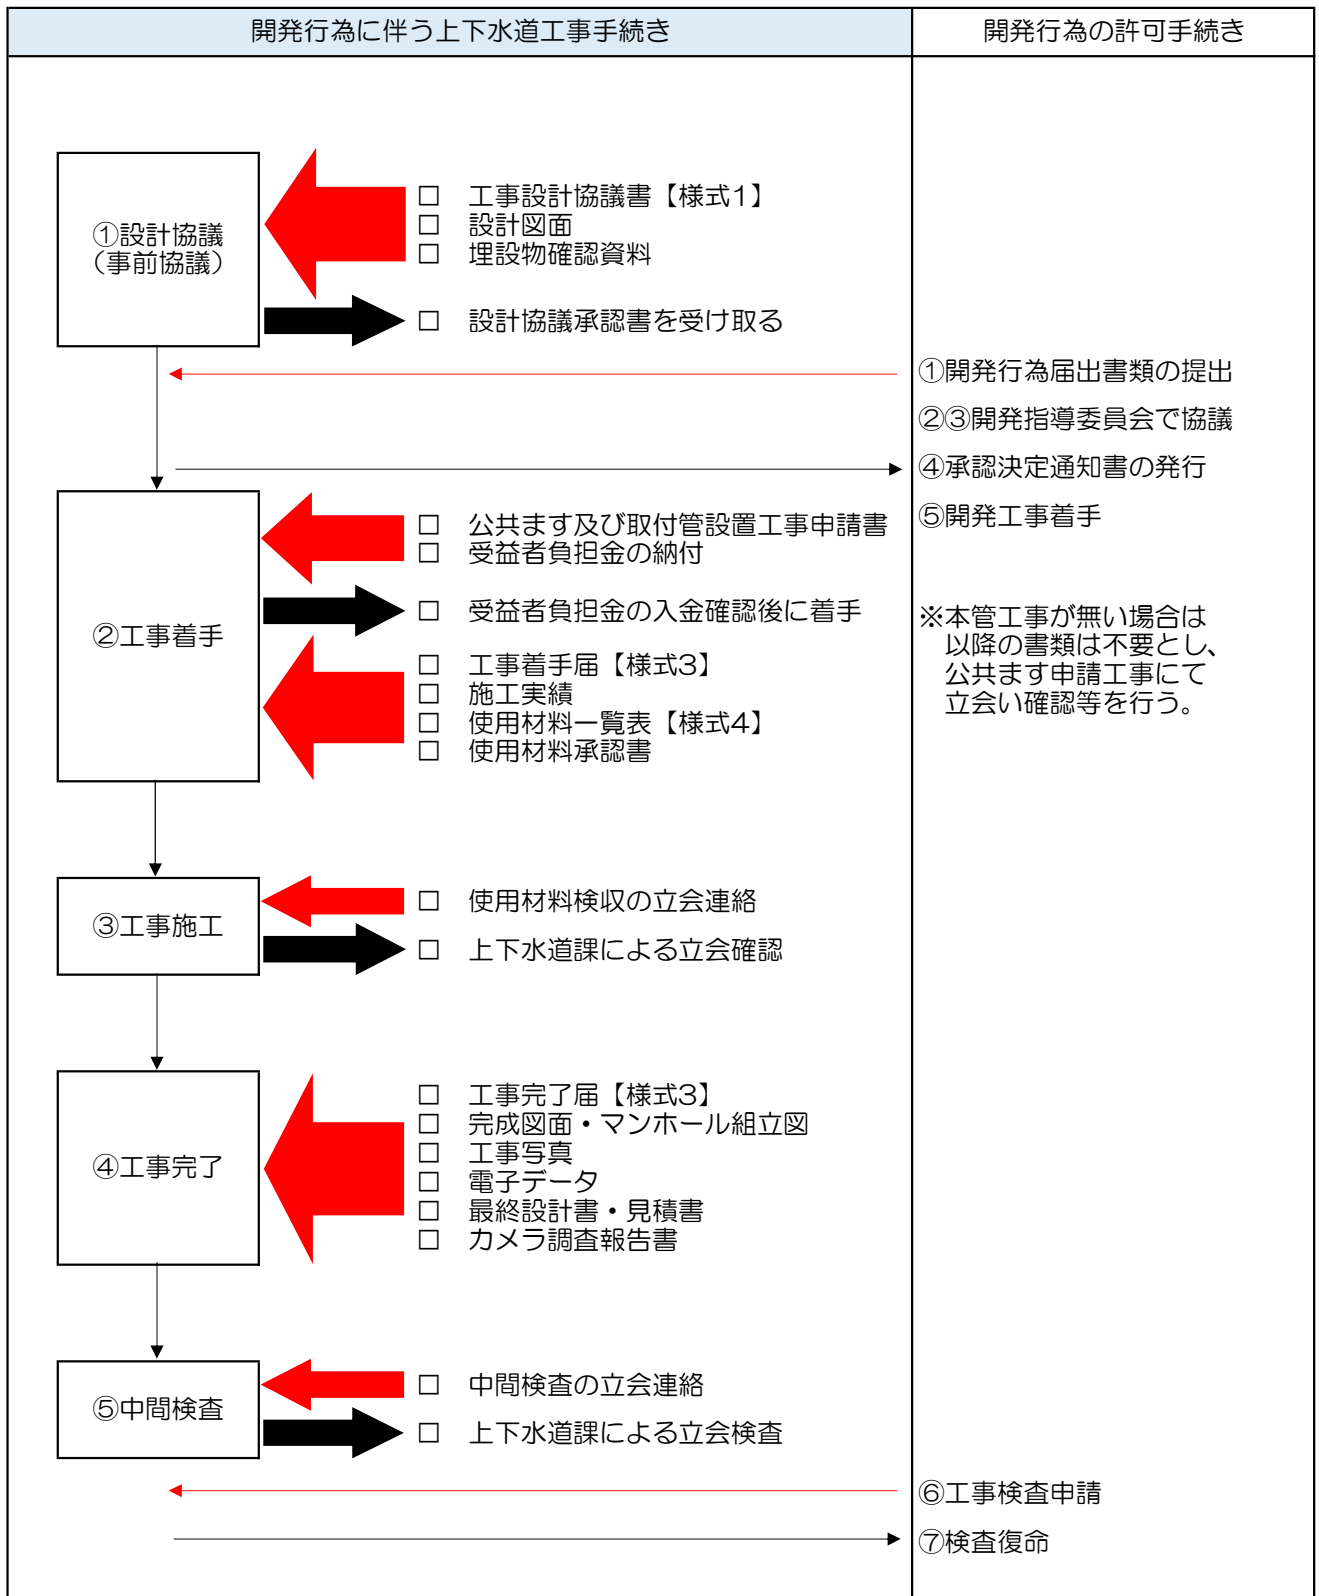 開発行為に伴う上下水道工事手続き
開発行為の許可手続き
①設計協議
（事前協議）
□　工事設計協議書【様式1】
□　設計図面
□　埋設物確認資料
□　設計協議承認書を受け取る
①開発行為届出書類の提出
②③開発指導委員会で協議
④承認決定通知書の発行
⑤開発工事着手
②工事着手
□　公共ます及び取付管設置工事申請書
□　受益者負担金の納付
□　受益者負担金の入金確認後に着手
□　工事着手届【様式3】
□　施工実績
□　使用材料一覧表【様式4】
□　使用材料承認書
※本管工事が無い場合は
以降の書類は不要とし、
公共ます申請工事にて
立会い確認等を行う。
③工事施工
□　使用材料検収の立会連絡
□　上下水道課による立会確認
④工事完了
□　工事完了届【様式3】
□　完成図面・マンホール組立図
□　工事写真
□　電子データ
□　最終設計書・見積書
□　カメラ調査報告書
⑤中間検査
□　中間検査の立会連絡
□　上下水道課による立会検査
⑥工事検査申請
⑦検査復命